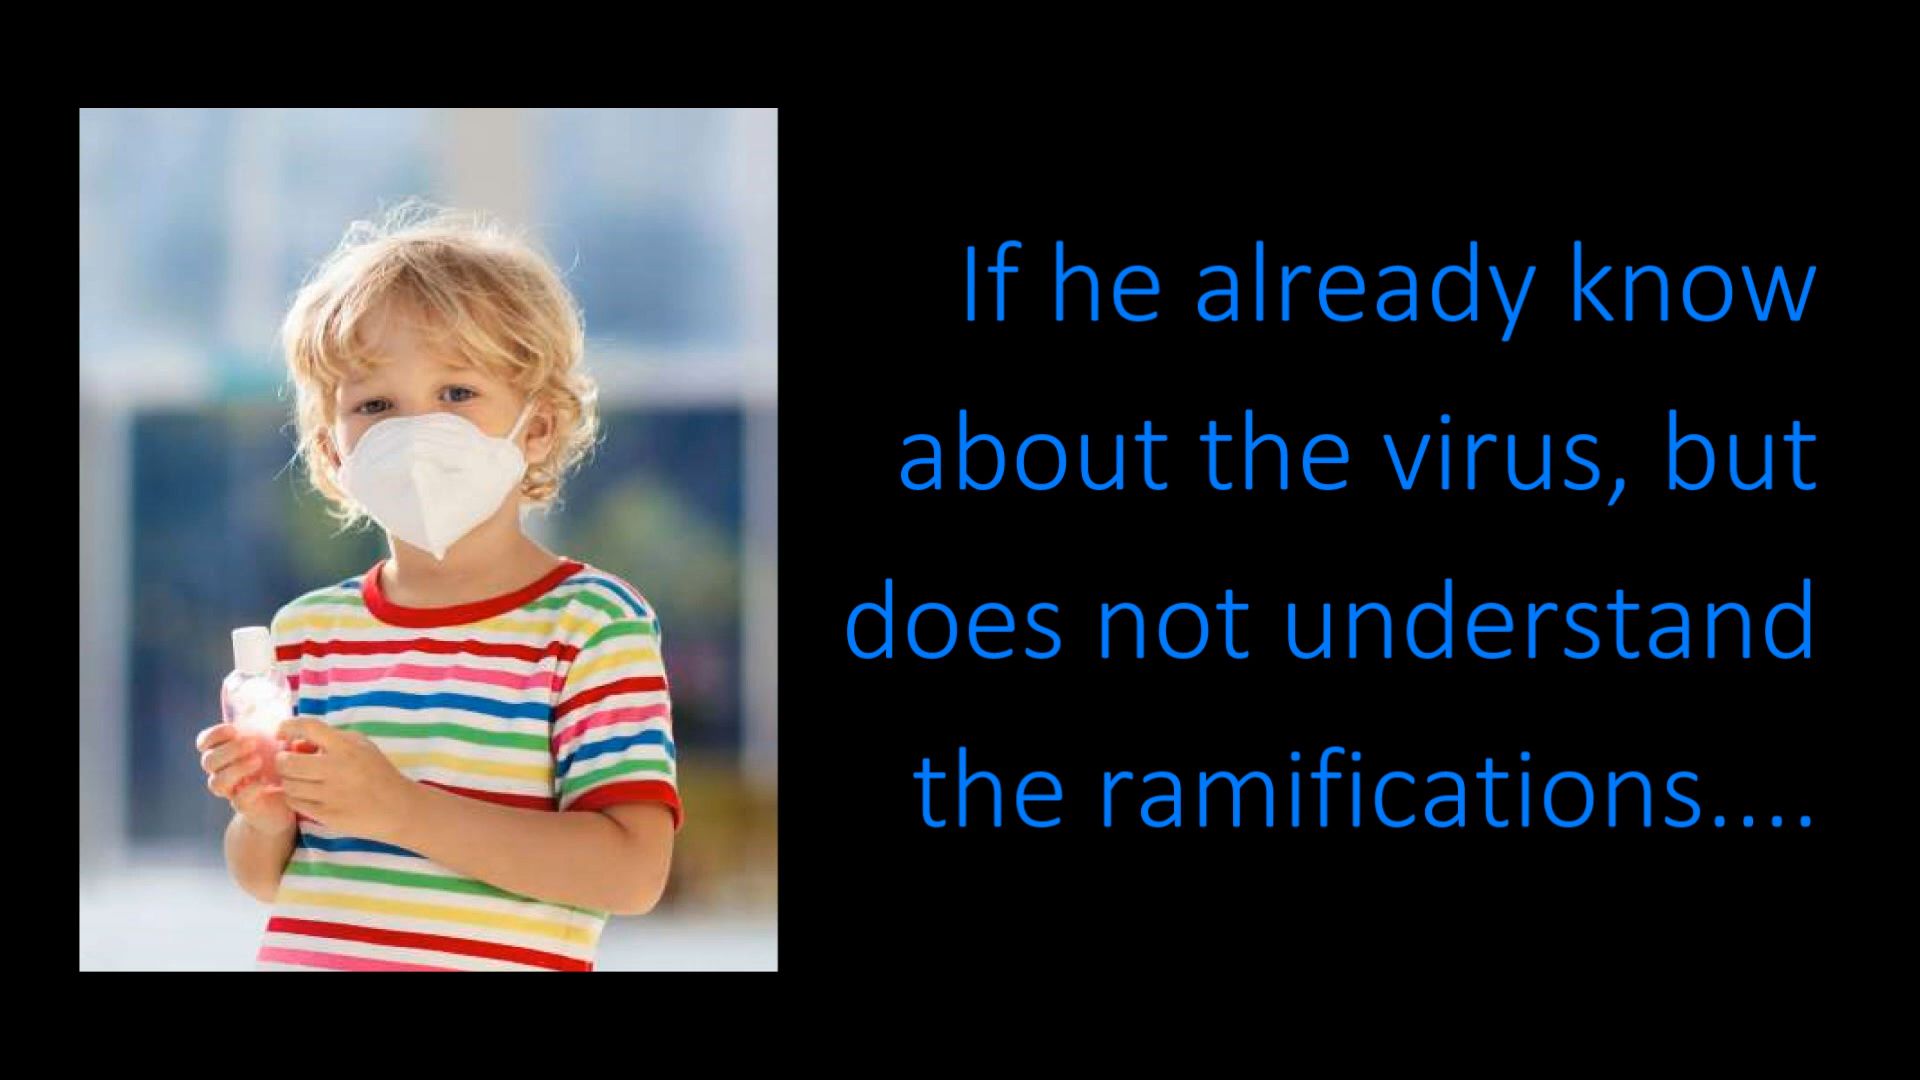 If he already know
about the virus, but
does not understand
the ramifications....